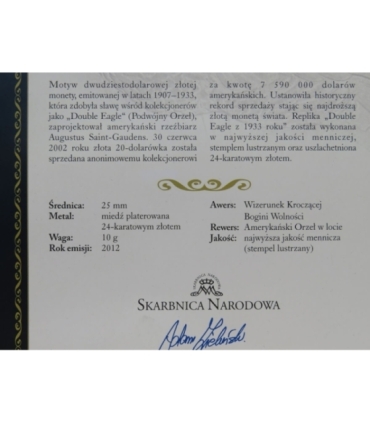 Motyw dwudziestodolarowej złotej
monety, emitowanej w latach 1907–1933,
która zdobyła sławę wśród kolekcjonerów
jako „Double Eagle" (Podwójny Orzeł),
zaprojektował amerykański rzeźbiarz
Augustus Saint-Gaudens. 30 czerwca
2002 roku złota 20-dolarówka została
sprzedana anonimowemu kolekcjonerowi
za kwotę 7 590 000 dolarów
amerykańskich. Ustanowiła historyczny
rekord sprzedaży stając się najdroższą
złotą monetą świata. Replika „Double
Eagle z 1933 roku" została wykonana
w najwyższej jakości menniczej,
stemplem lustrzanym oraz uszlachetniona
24-karatowym złotem.
Średnica: 25 mm
Metal: miedź platerowana
24-karatowym złotem
Waga: 10 g
Rok emisji: 2012
Awers: Wizerunek Kroczącej
Bogini Wolności
Rewers: Amerykański Orzeł w locie
Jakość: najwyższa jakość mennicza
(stempel lustrzany)
SKARBNICA NARODOWA